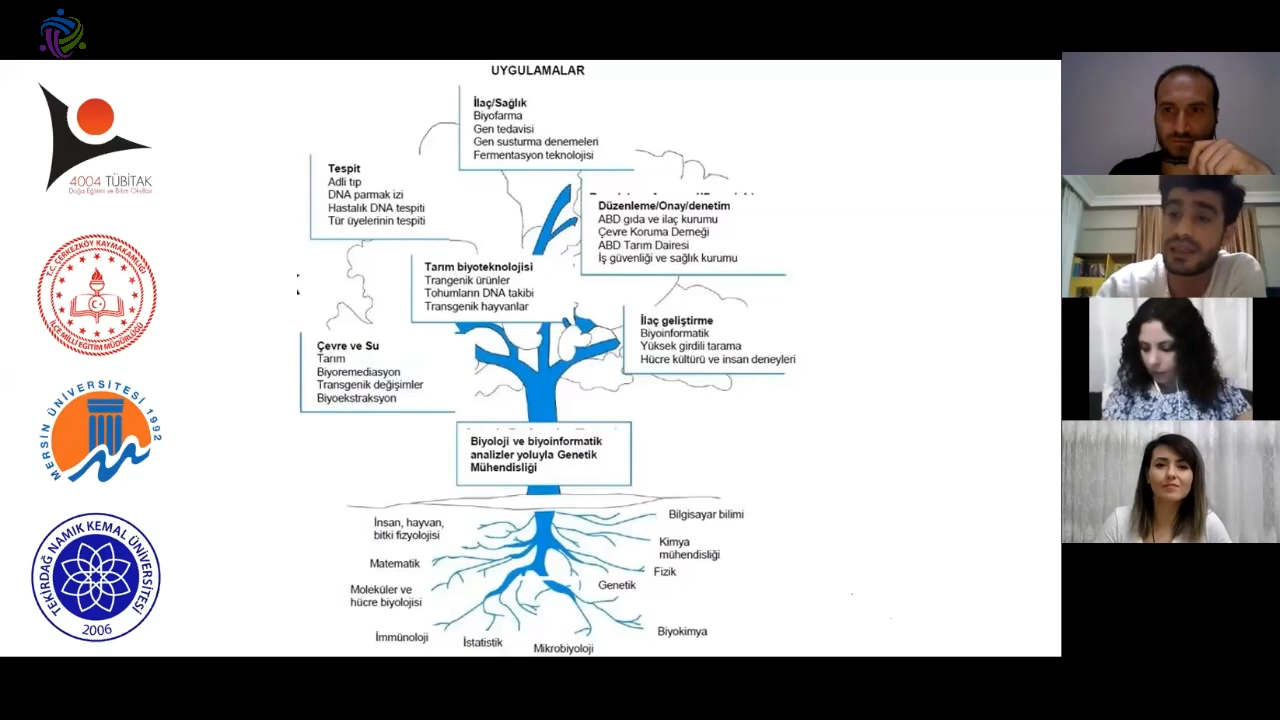 UYGULAMALAR
İlaç/Sağlık
Biyofarma
Gen tedavisi
Gen susturma denemeleri
Fermentasyon teknolojisi
Tespit
Adli tıp
DNA parmak izi
Hastalık DNA tespiti
Tür üyelerinin tespiti
Düzenleme/Onay/denetim
ABD gıda ve ilaç kurumu
Çevre Koruma Derneği
ABD Tarım Dairesi
İş güvenliği ve sağlık kurumu
Tarım biyoteknolojisi
Trangenik ürünler
Tohumların DNA takibi
Transgenik hayvanlar
İlaç geliştirme
Biyoinformatik
Yüksek girdili tarama
Hücre kültürü ve insan deneyleri
Çevre ve Su
Tarım
Biyoremediasyon
Transgenik değişimler
Biyoekstraksyon
Biyoloji ve biyoinformatik
analizler yoluyla Genetik
Mühendisliği
İnsan, hayvan,
bitki fizyolojisi
Matematik
Moleküler ve
hücre biyolojisi
İmmünoloji
İstatistik
Mikrobiyoloji
Bilgisayar bilimi
Kimya
mühendisliği
Fizik
Genetik
Biyokimya
4004 TÜBİTAK
Doğa Eğitimi ve Bilim Okulları
T.C. ÇERKEZKÖY KAYMAKAMLIĞI
İLÇE MİLLİ EĞİTİM MÜDÜRLÜĞÜ
MERSİN ÜNİVERSİTESİ 1992
TEKİRDAĞ NAMIK KEMAL ÜNİVERSİTESİ
2006